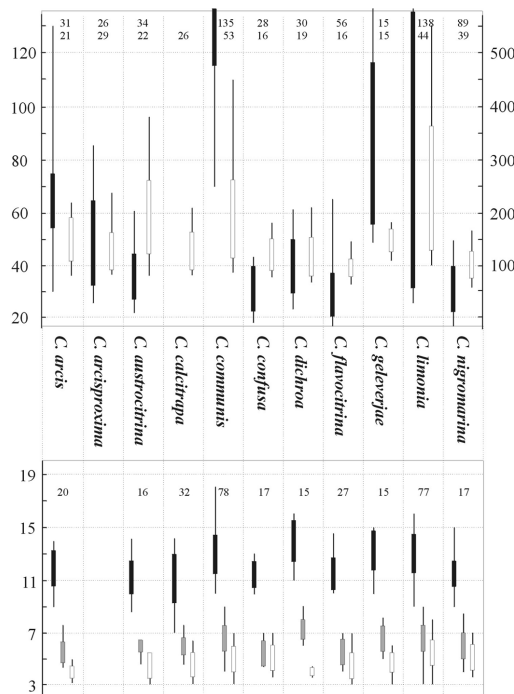 31 26 34 135 28 30 56 15 138 89
21 29 22 26 53 16 19 16 15 44 39
120
500
100
400
80
300
60
200
40
100
20
C. arcis
C. arcisproxima
C. austrocitrina
C. calcitrapa
C. communis
C. confusa
C. dichroa
C. flavocitrina
C. geleverjae
C. limonia
C. nigromarina
19
20 16 32 78 17 15 27 15 77 17
15
11
7
3